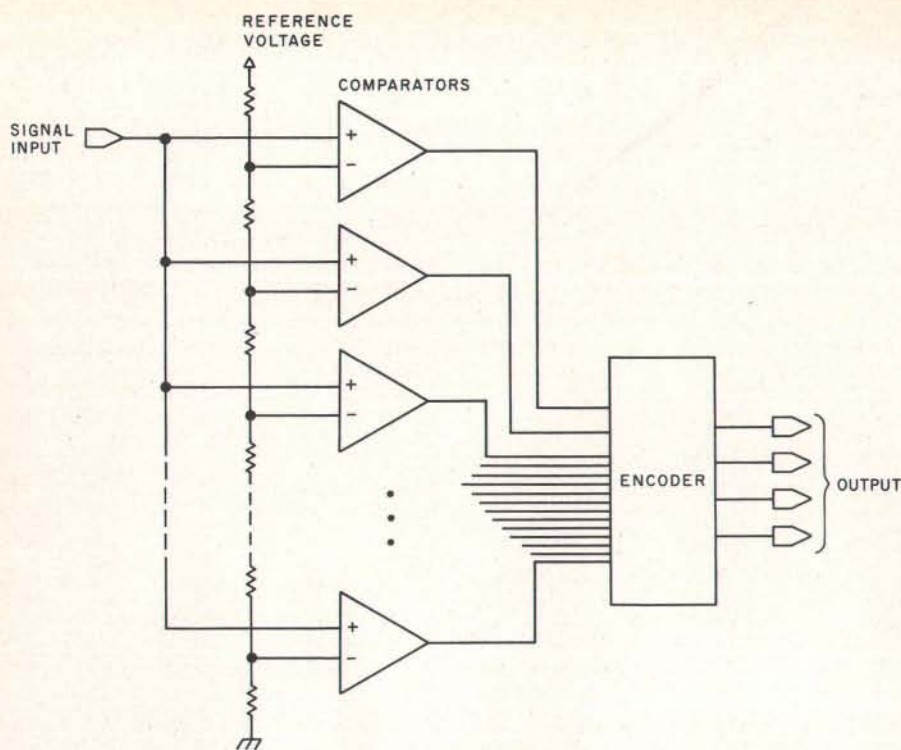 REFERENCE
VOLTAGE
COMPARATORS
SIGNAL
INPUT
+
−
+
−
+
−
ENCODER
OUTPUT
+
−